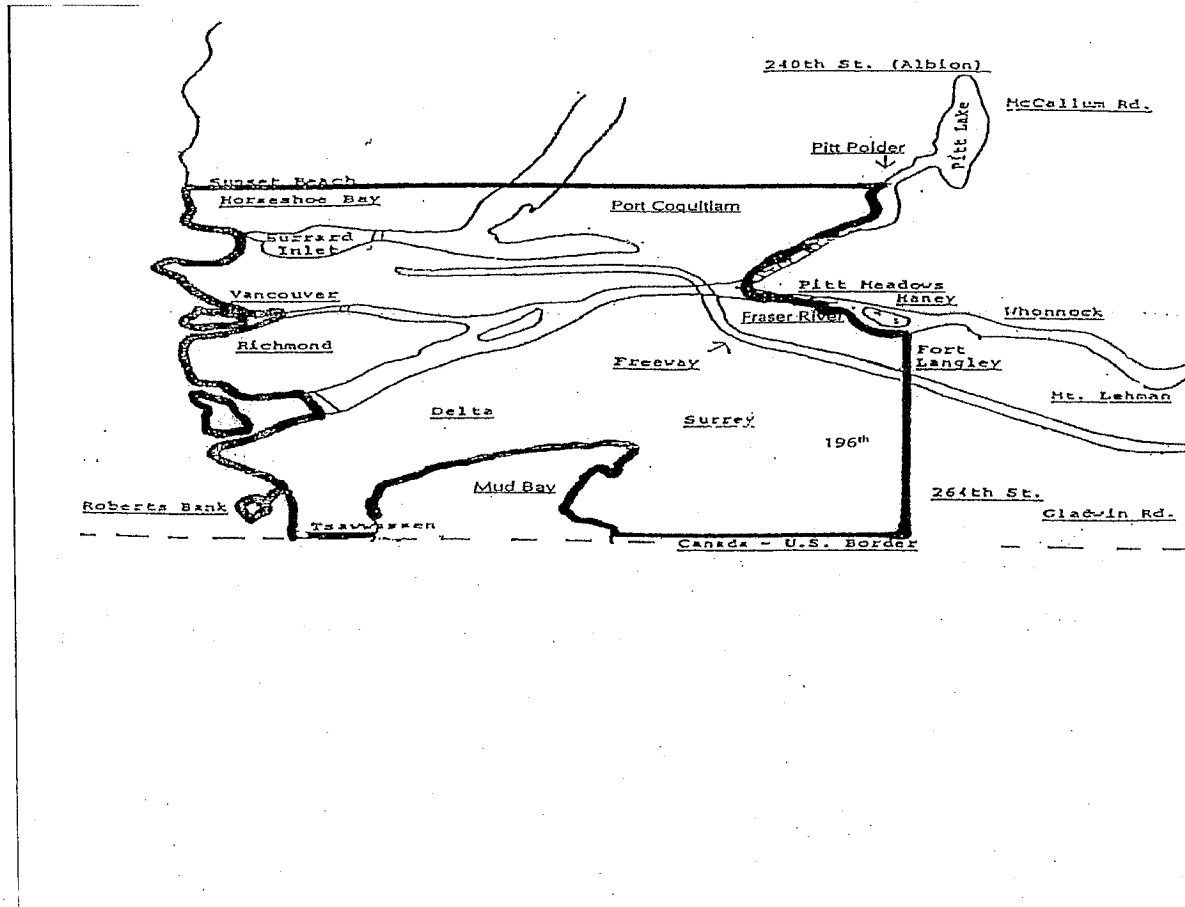 240th St. (Albion)
McCallum Rd.
Pitt Lake
Pitt Polder
Sunset Beach
Horseshoe Bay
Port Coquitlam
Burrard
Inlet
Pitt Meadows
Haney
Vancouver
Fraser River
Whonnock
Richmond
Fort
Langley
Freeway
Mt. Lehman
Delta
Surrey
196th
Mud Bay
Roberts Bank
264th St.
Gladwin Rd.
Tsawwassen
Canada - U.S. Border